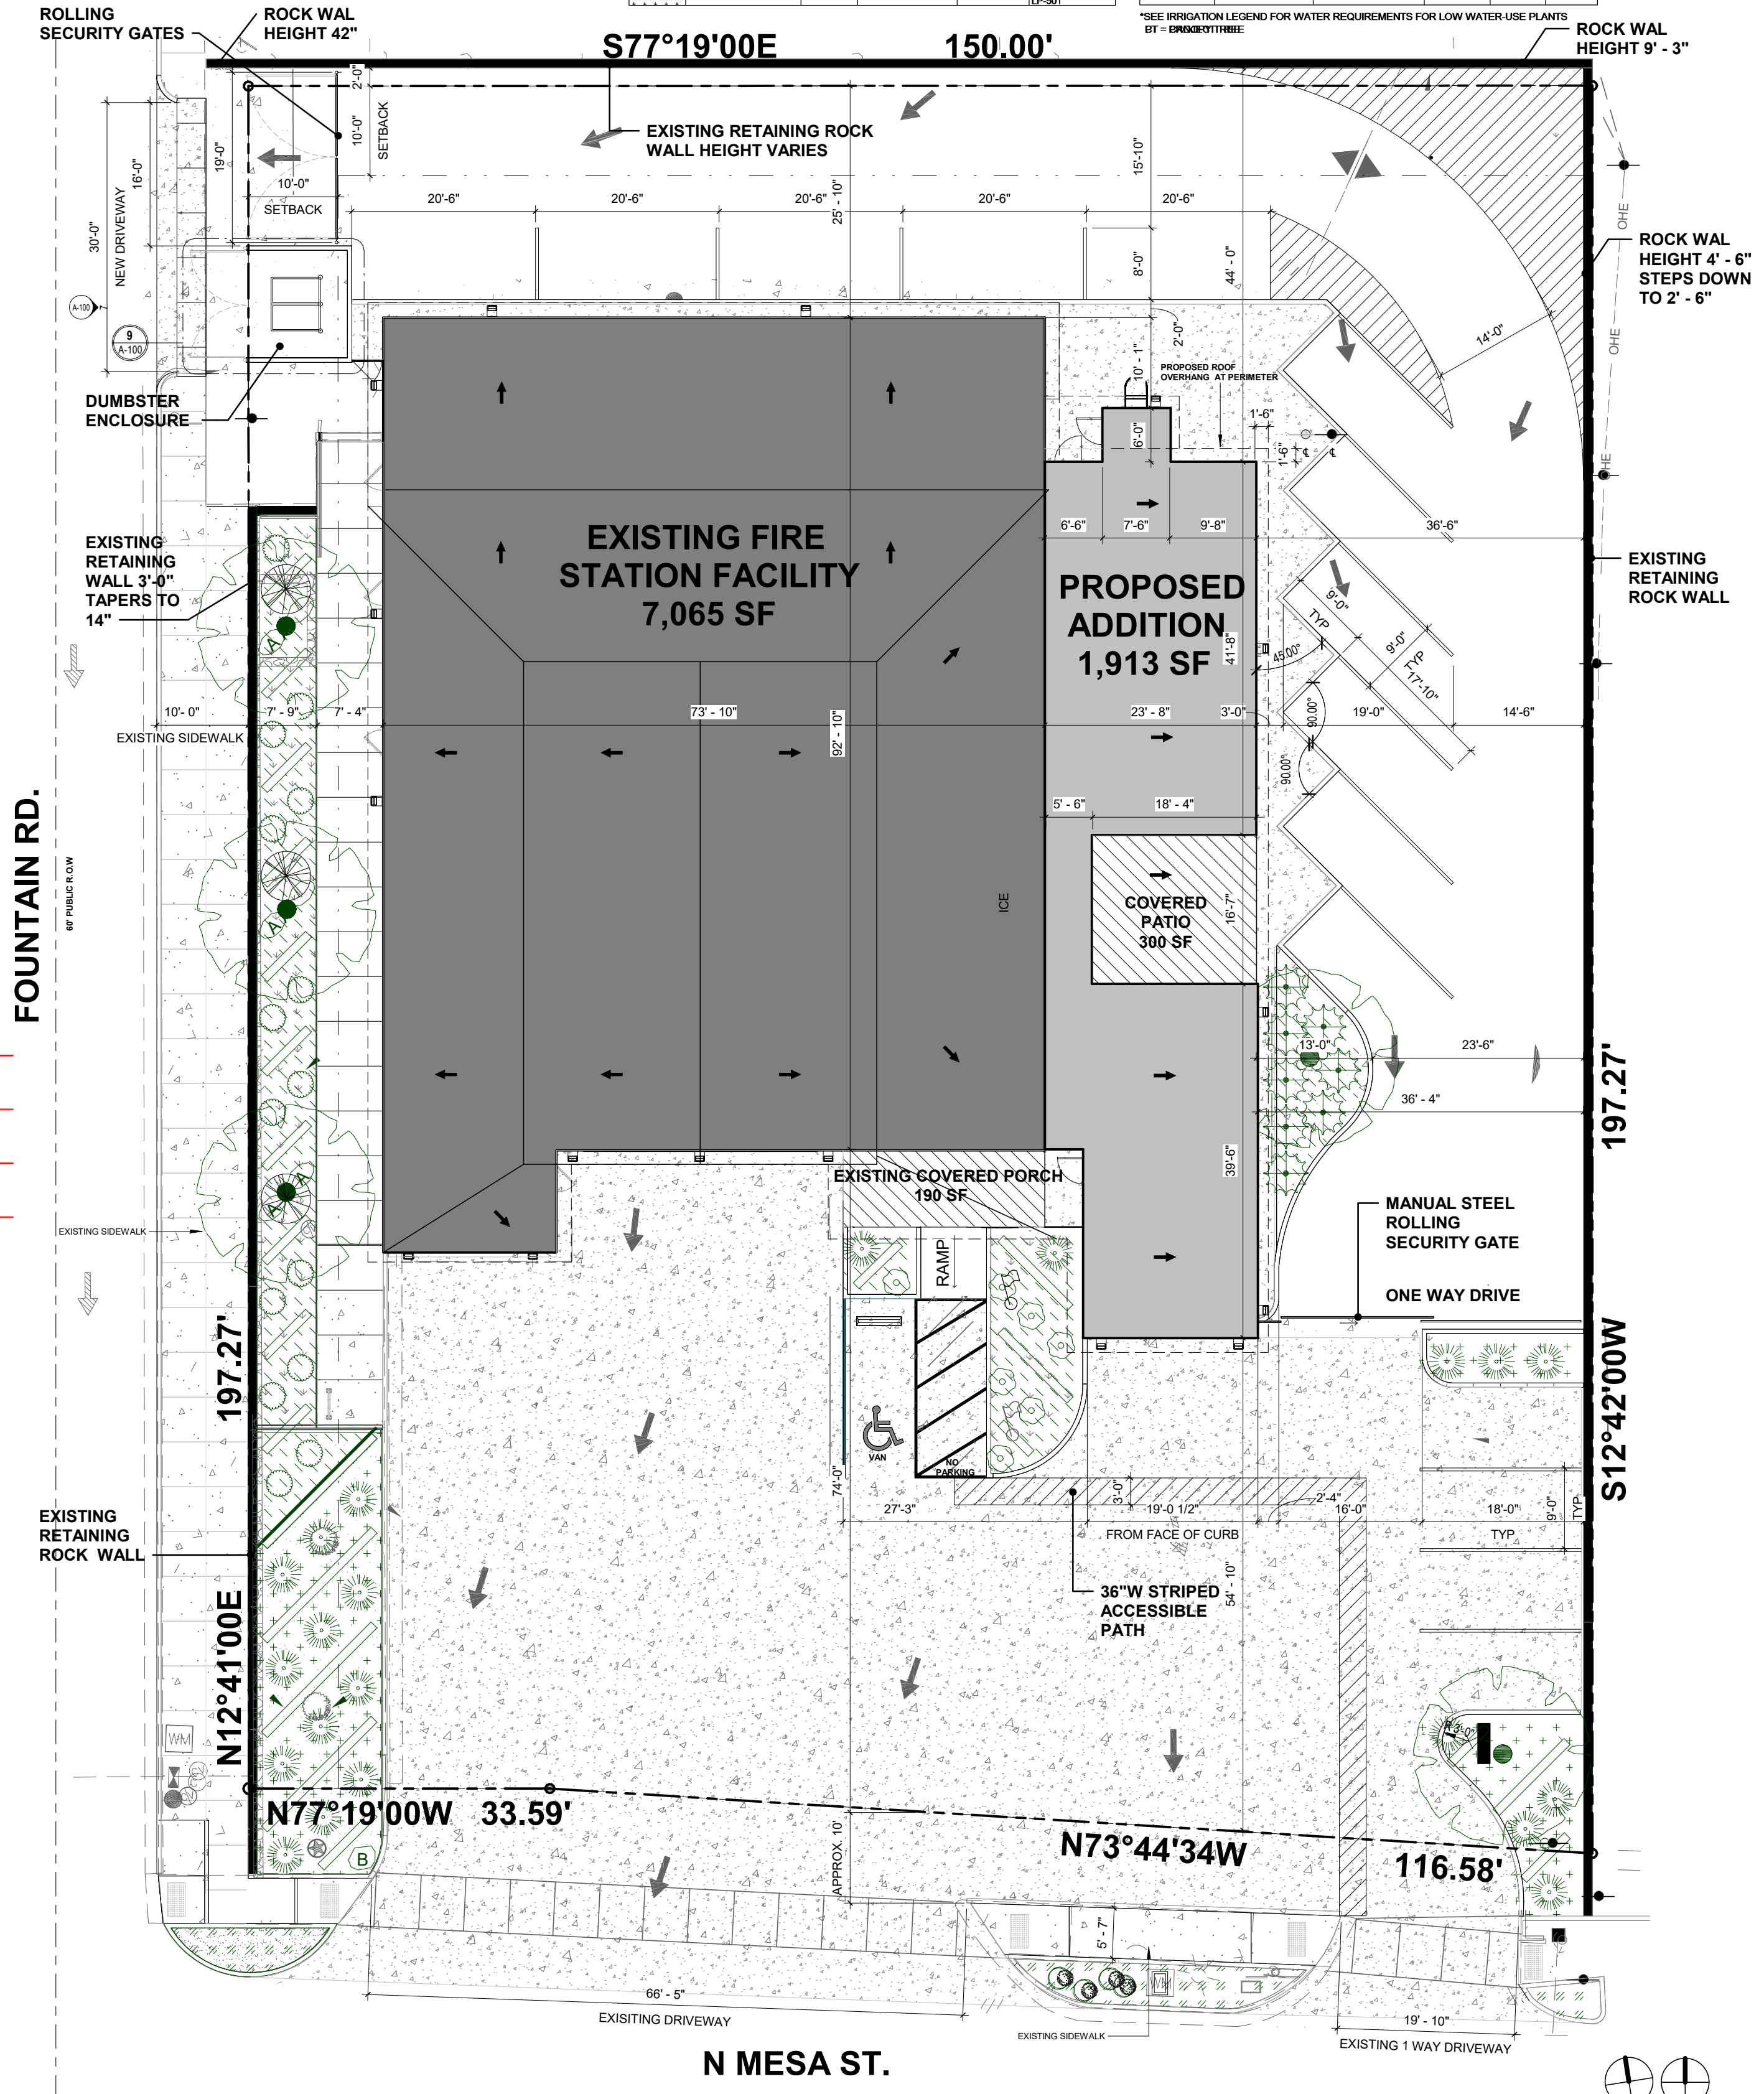 ROLLING
SECURITY GATES
ROCK WAL
HEIGHT 42"
LP-501
*SEE IRRIGATION LEGEND FOR WATER REQUIREMENTS FOR LOW WATER-USE PLANTS
S77°19'00E 150.00'
ROCK WAL
HEIGHT 9' - 3"
2'-0"
10'-0"
SETBACK
EXISTING RETAINING ROCK
WALL HEIGHT VARIES
30'-0"
NEW DRIVEWAY
16'-0"
19'-0"
10'-0"
SETBACK
20'-6"
20'-6"
25' - 10"
20'-6"
20'-6"
20'-6"
15'-10"
8'-0"
44' - 0"
OHE
ROCK WAL
HEIGHT 4' - 6"
STEPS DOWN
TO 2' - 6"
OHE
14'-0"
A-100
7
9
A-100
2'-0"
10' - 1"
PROPOSED ROOF
OVERHANG AT PERIMETER
DUMBSTER
ENCLOSURE
6'-0"
1'-6"
1'-6"
OHE
EXISTING FIRE
STATION FACILITY
7,065 SF
6'-6"
7'-6"
9'-8"
36'-6"
EXISTING
RETAINING
WALL 3'-0"
TAPERS TO
14"
EXISTING
RETAINING
ROCK WALL
PROPOSED
ADDITION
1,913 SF
41'-8"
9'-0"
TYP
9'-0"
TYP
17'-10"
45.00°
90.00°
90.00°
A
10'- 0"
7' - 9"
7' - 4"
73' - 10"
92' - 10"
23' - 8"
3'-0"
19'-0"
14'-6"
EXISTING SIDEWALK
5' - 6"
18' - 4"
FOUNTAIN RD.
60' PUBLIC R.O.W
A
ICE
COVERED
PATIO
300 SF
16'-7"
13'-0"
23'-6"
36' - 4"
197.27'
EXISTING COVERED PORCH
190 SF
39'-6"
A
A
EXISTING SIDEWALK
RAMP
MANUAL STEEL
ROLLING
SECURITY GATE
ONE WAY DRIVE
197.27'
S12°42'00W
VAN
NO
PARKING
74'-0"
27'-3"
3'-0"
19'-0 1/2"
2'-4"
16'-0"
18'-0"
9'-0"
TYP
FROM FACE OF CURB
TYP
EXISTING
RETAINING
ROCK WALL
36"W STRIPED
ACCESSIBLE
PATH
54' - 10"
N12°41'00E
WM
R 3'-0"
N77°19'00W 33.59'
N73°44'34W
116.58'
APPROX. 10'
B
5' - 7"
WM
66' - 5"
EXISITING DRIVEWAY
EXISTING SIDEWALK
19' - 10"
EXISTING 1 WAY DRIVEWAY
N MESA ST.